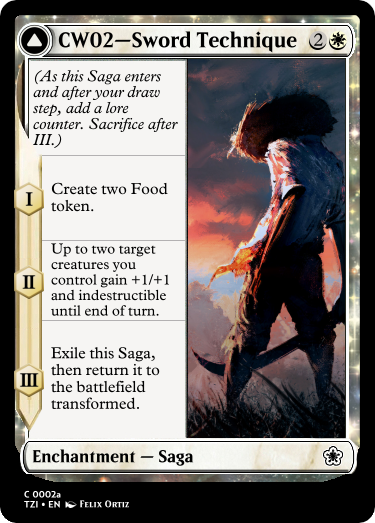 CW02—Sword Technique 2
(As this Saga enters
and after your draw
step, add a lore
counter. Sacrifice after
III.)
I
Create two Food
token.
II
Up to two target
creatures you
control gain +1/+1
and indestructible
until end of turn.
III
Exile this Saga,
then return it to
the battlefield
transformed.
Enchantment — Saga
C 0002a
TZI • EN Felix Ortiz